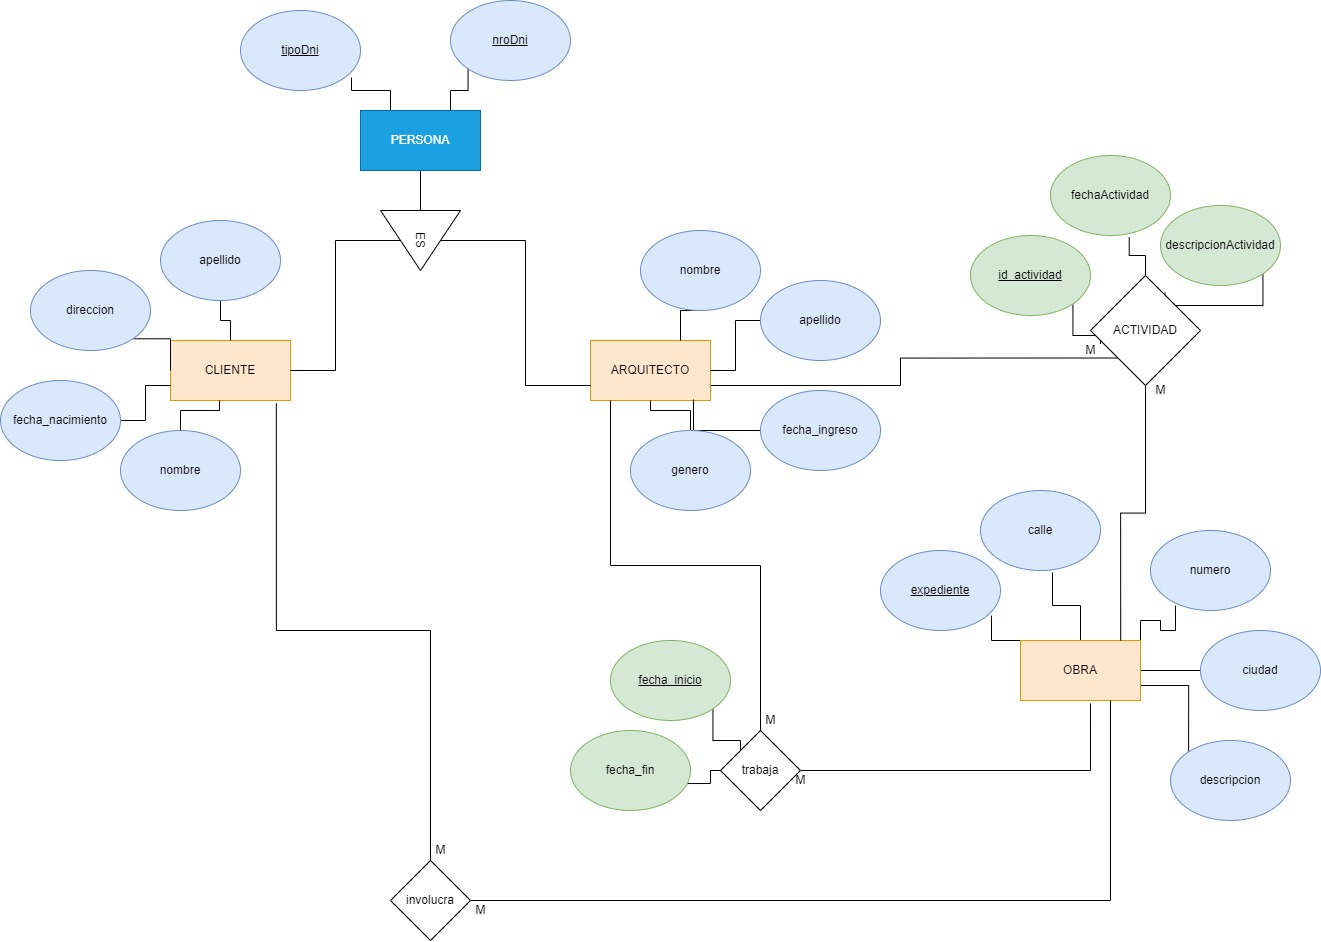 tipoDni
nroDni
PERSONA
ES
fechaActividad
descripcionActividad
id_actividad
ACTIVIDAD
M
M
apellido
direccion
CLIENTE
fecha_nacimiento
nombre
nombre
apellido
ARQUITECTO
fecha_ingreso
genero
calle
expediente
numero
OBRA
ciudad
descripcion
fecha_inicio
M
fecha_fin
trabaja
M
M
involucra
M